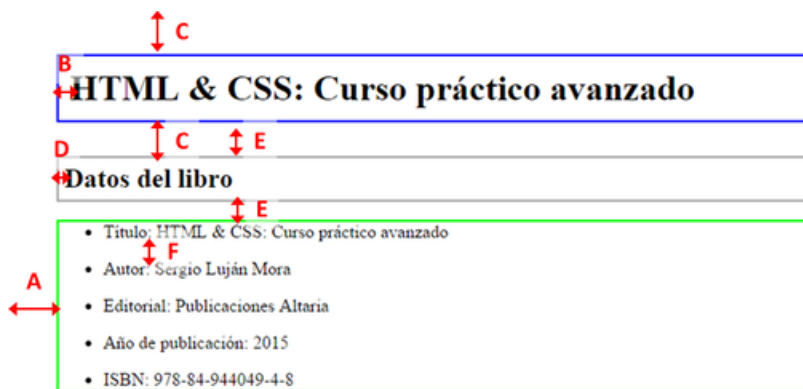 C
B
HTML & CSS: Curso práctico avanzado
C
E
D
Datos del libro
E
• Título: HTML & CSS: Curso práctico avanzado
F
• Autor: Sergio Luján Mora
A
• Editorial: Publicaciones Altaria
• Año de publicación: 2015
• ISBN: 978-84-944049-4-8